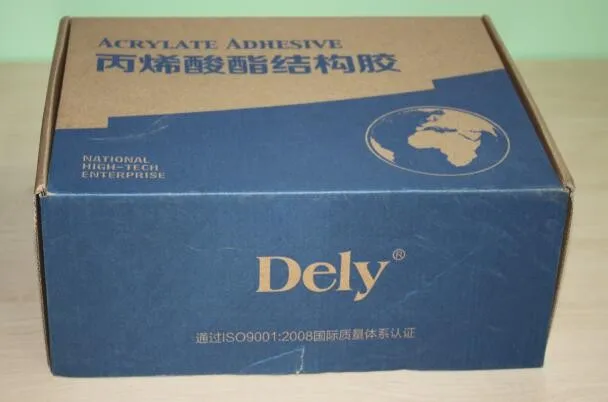 ACRYLATE ADHESIVE
丙烯酸酯结构胶
NATIONAL
HIGH-TECH
ENTERPRISE
Dely®
通过ISO9001:2008国际质量体系认证